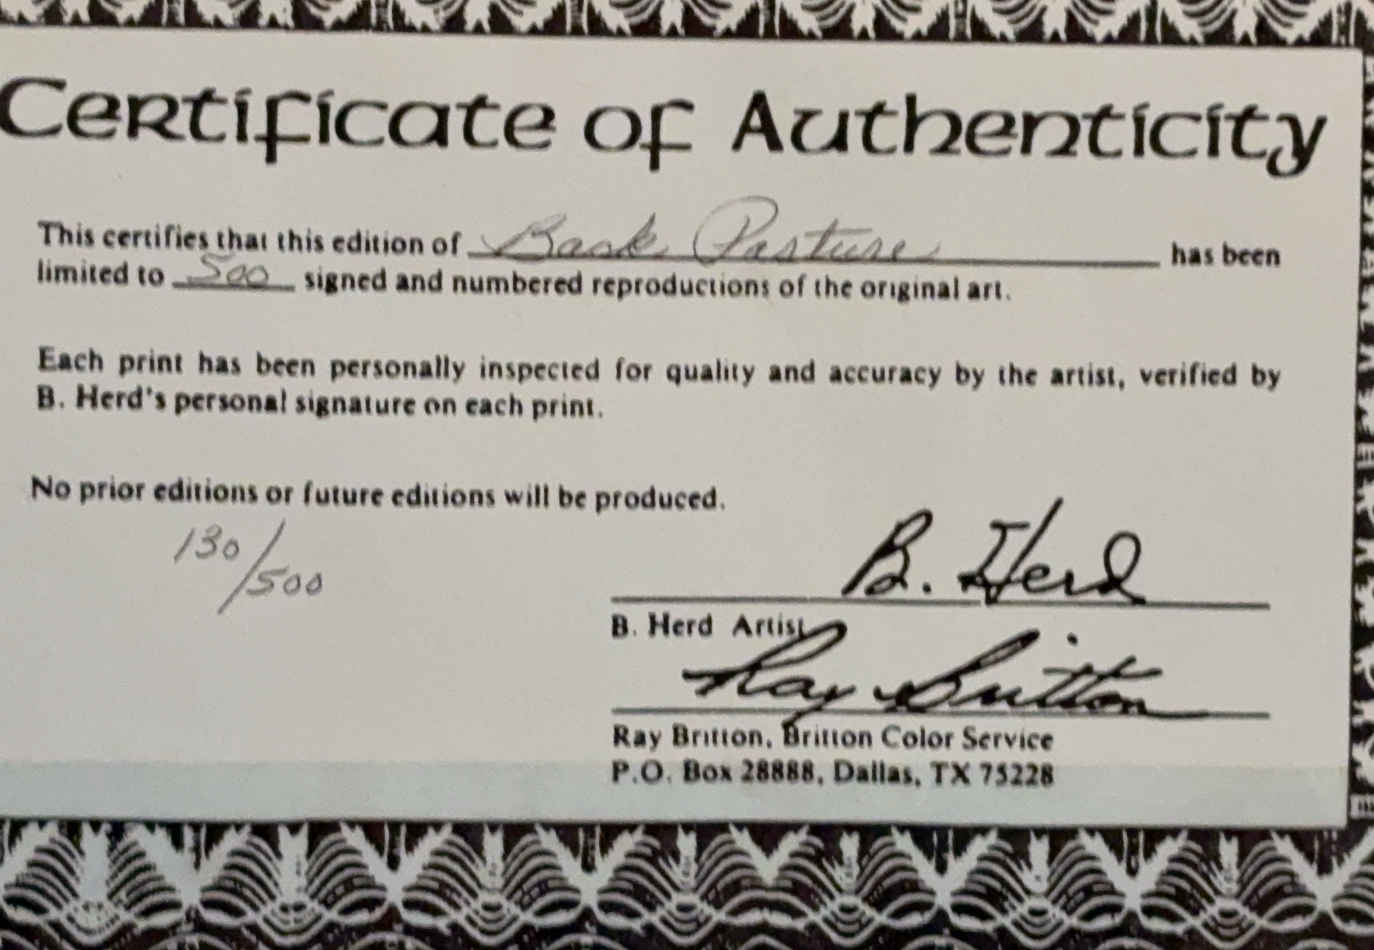 Certificate of Authenticity
This certifies that this edition of Back Pasture has been
limited to 500 signed and numbered reproductions of the original art.
Each print has been personally inspected for quality and accuracy by the artist, verified by
B. Herd's personal signature on each print.
No prior editions or future editions will be produced.
130/500
B. Herd
B. Herd Artist
Ray Britton
Ray Britton, Britton Color Service
P.O. Box 28888, Dallas, TX 75228